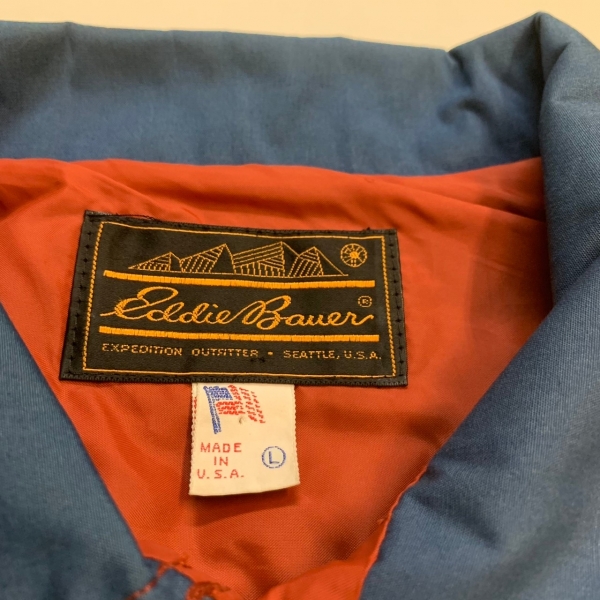 Eddie Bauer ®
EXPEDITION OUTFITTER - SEATTLE, U.S.A.
MADE
IN
U.S.A.
L